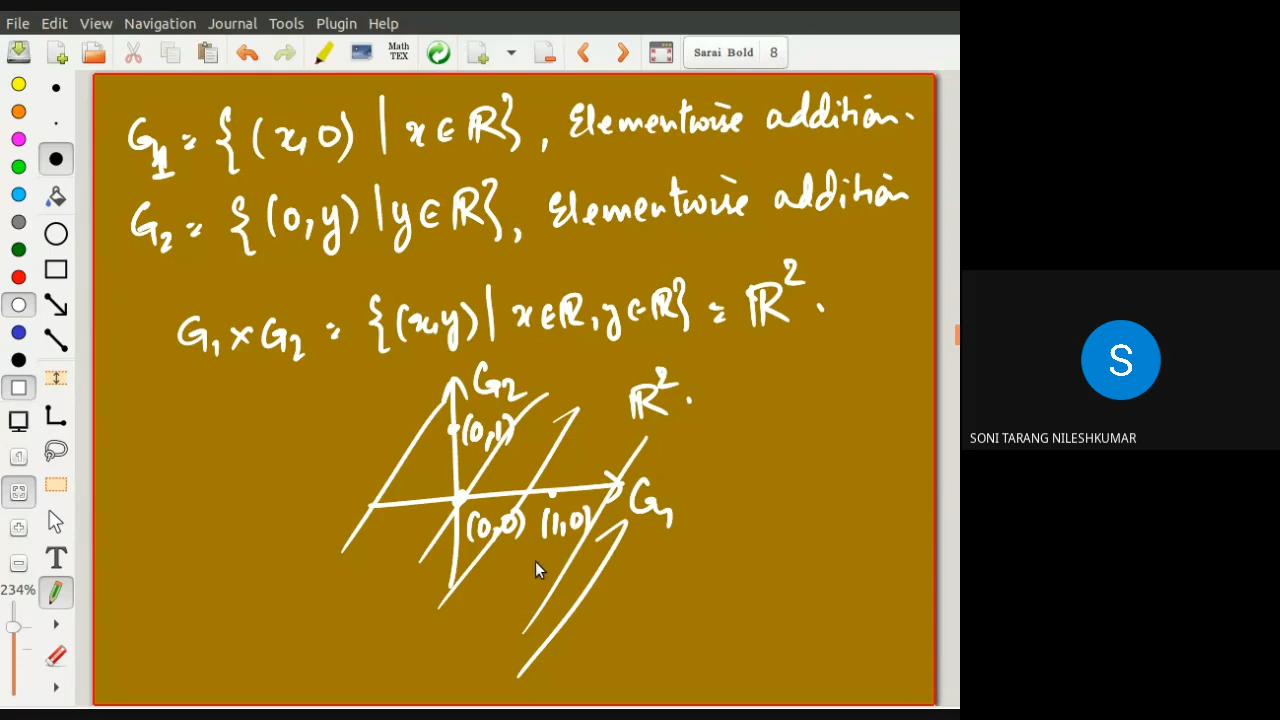 File Edit View Navigation Journal Tools Plugin Help
Math TEX
Sarai Bold 8
G₁ = {(x,0) | x ∈ ℝ}, Elementwise addition.
G₂ = {(0,y) | y ∈ ℝ}, Elementwise addition
G₁ × G₂ = {(x,y) | x ∈ ℝ, y ∈ ℝ} = ℝ².
G₂
ℝ².
(0,1)
G₁
(0,0) (1,0)
S
SONI TARANG NILESHKUMAR
T
234%